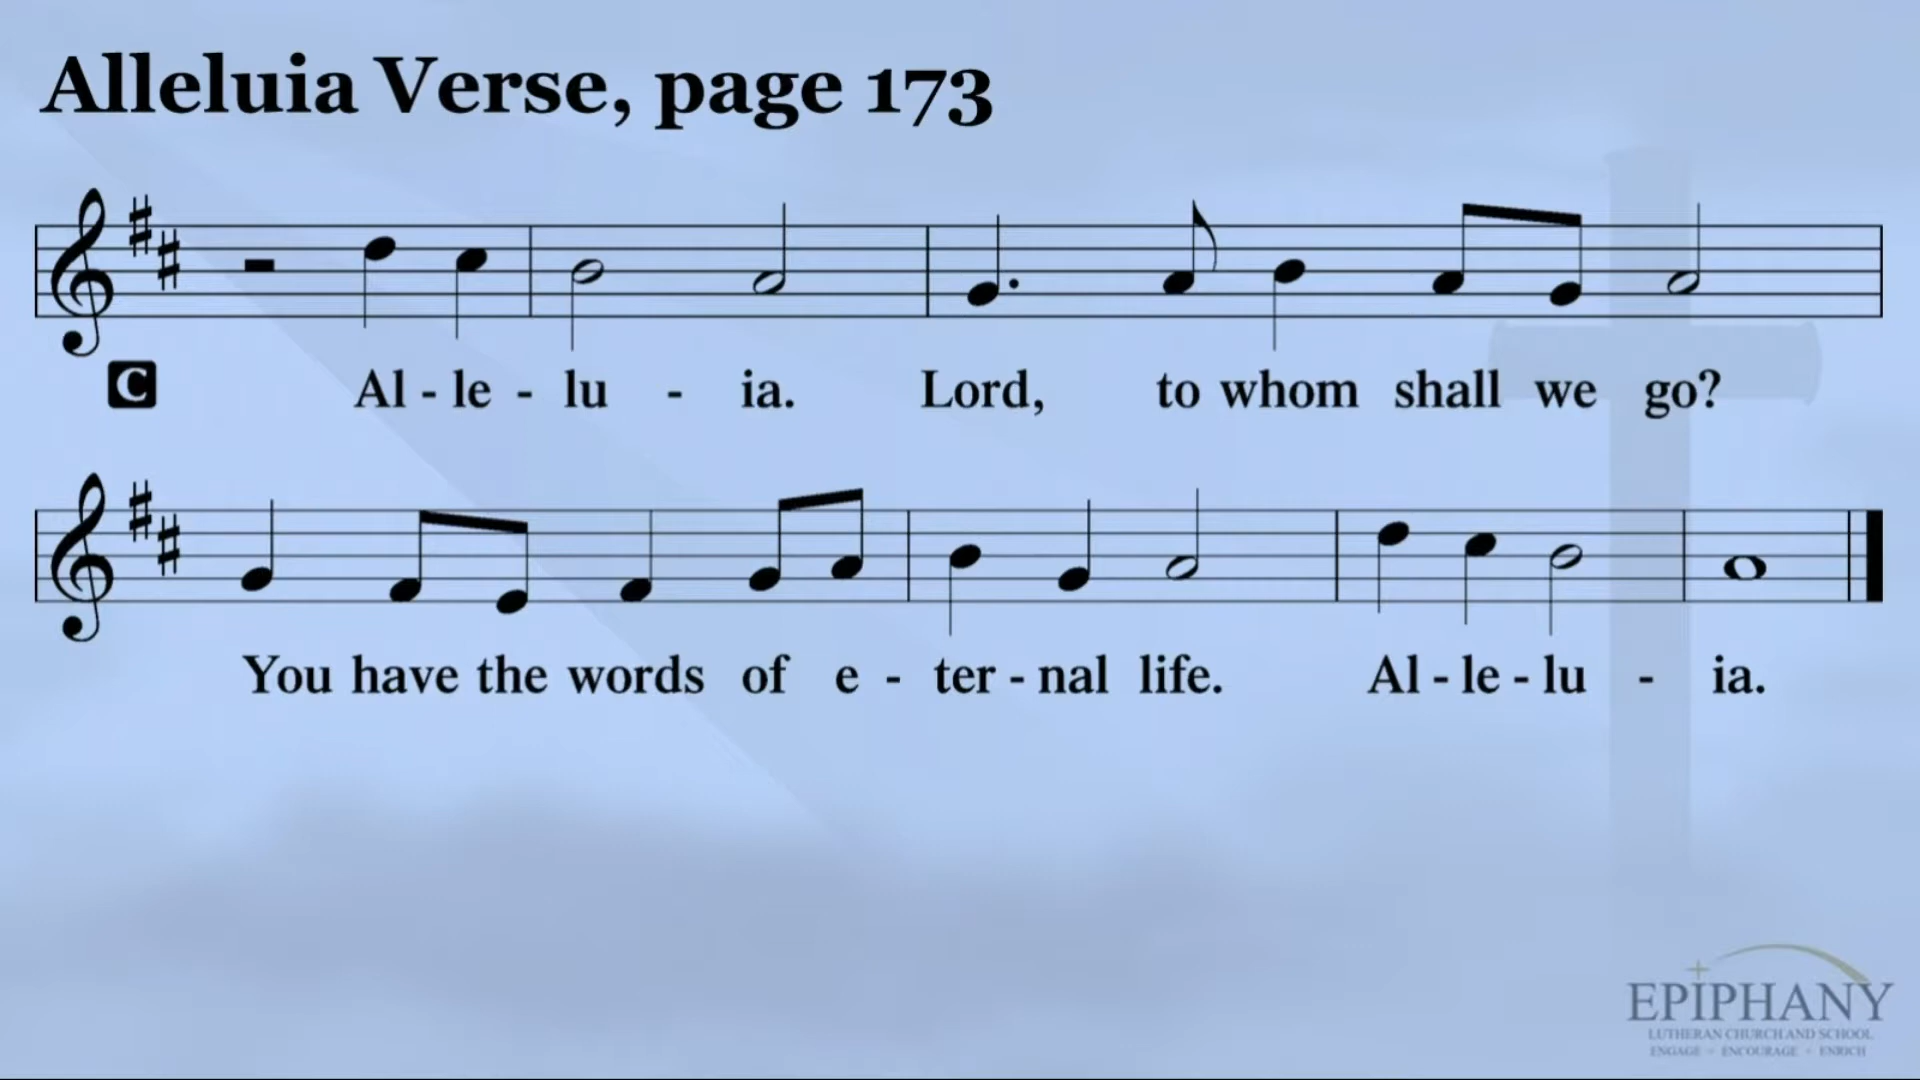 Alleluia Verse, page 173
C Al - le - lu - ia. Lord, to whom shall we go?
You have the words of e - ter - nal life. Al - le - lu - ia.
EPIPHANY
LUTHERAN CHURCH AND SCHOOL
ENGAGE • ENCOURAGE • ENRICH